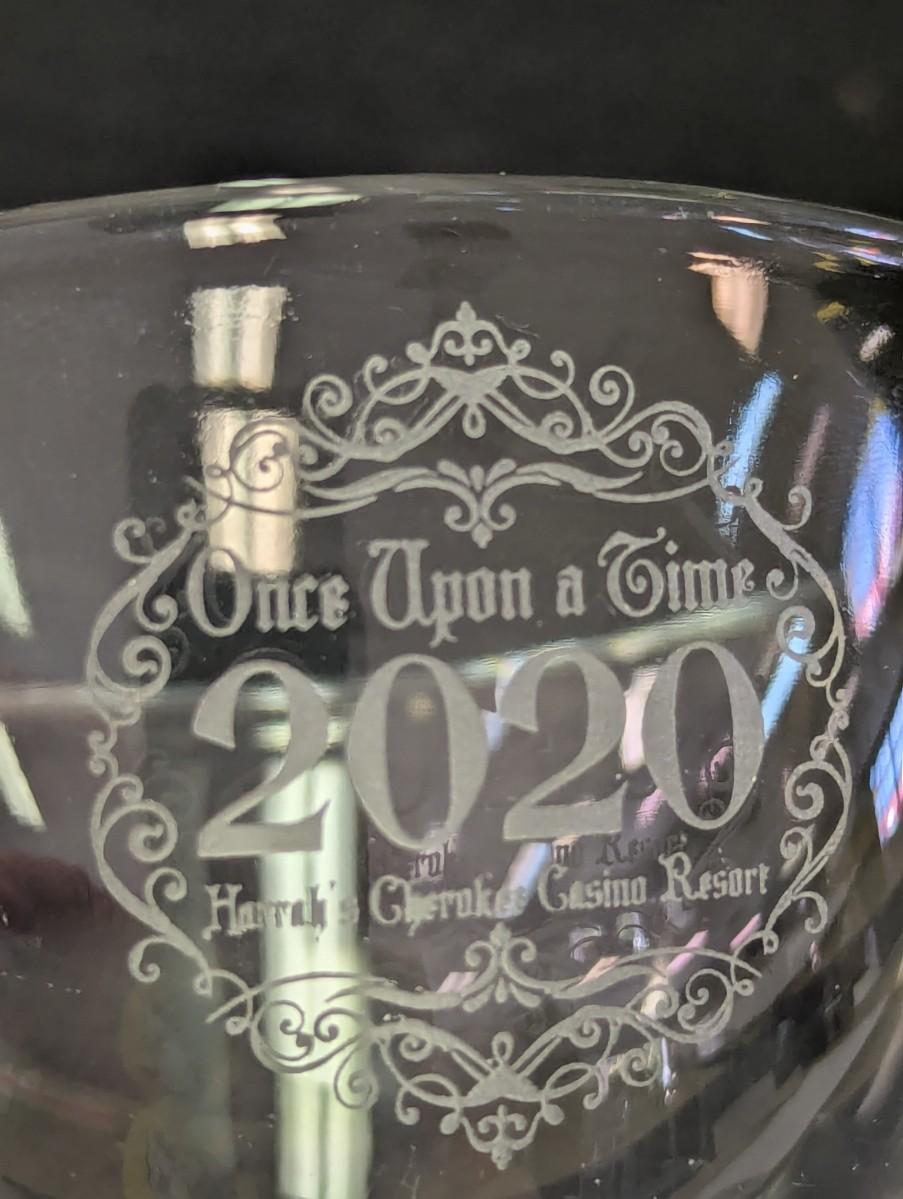 Once Upon a Time
2020
Harrah's Cherokee Casino Resort